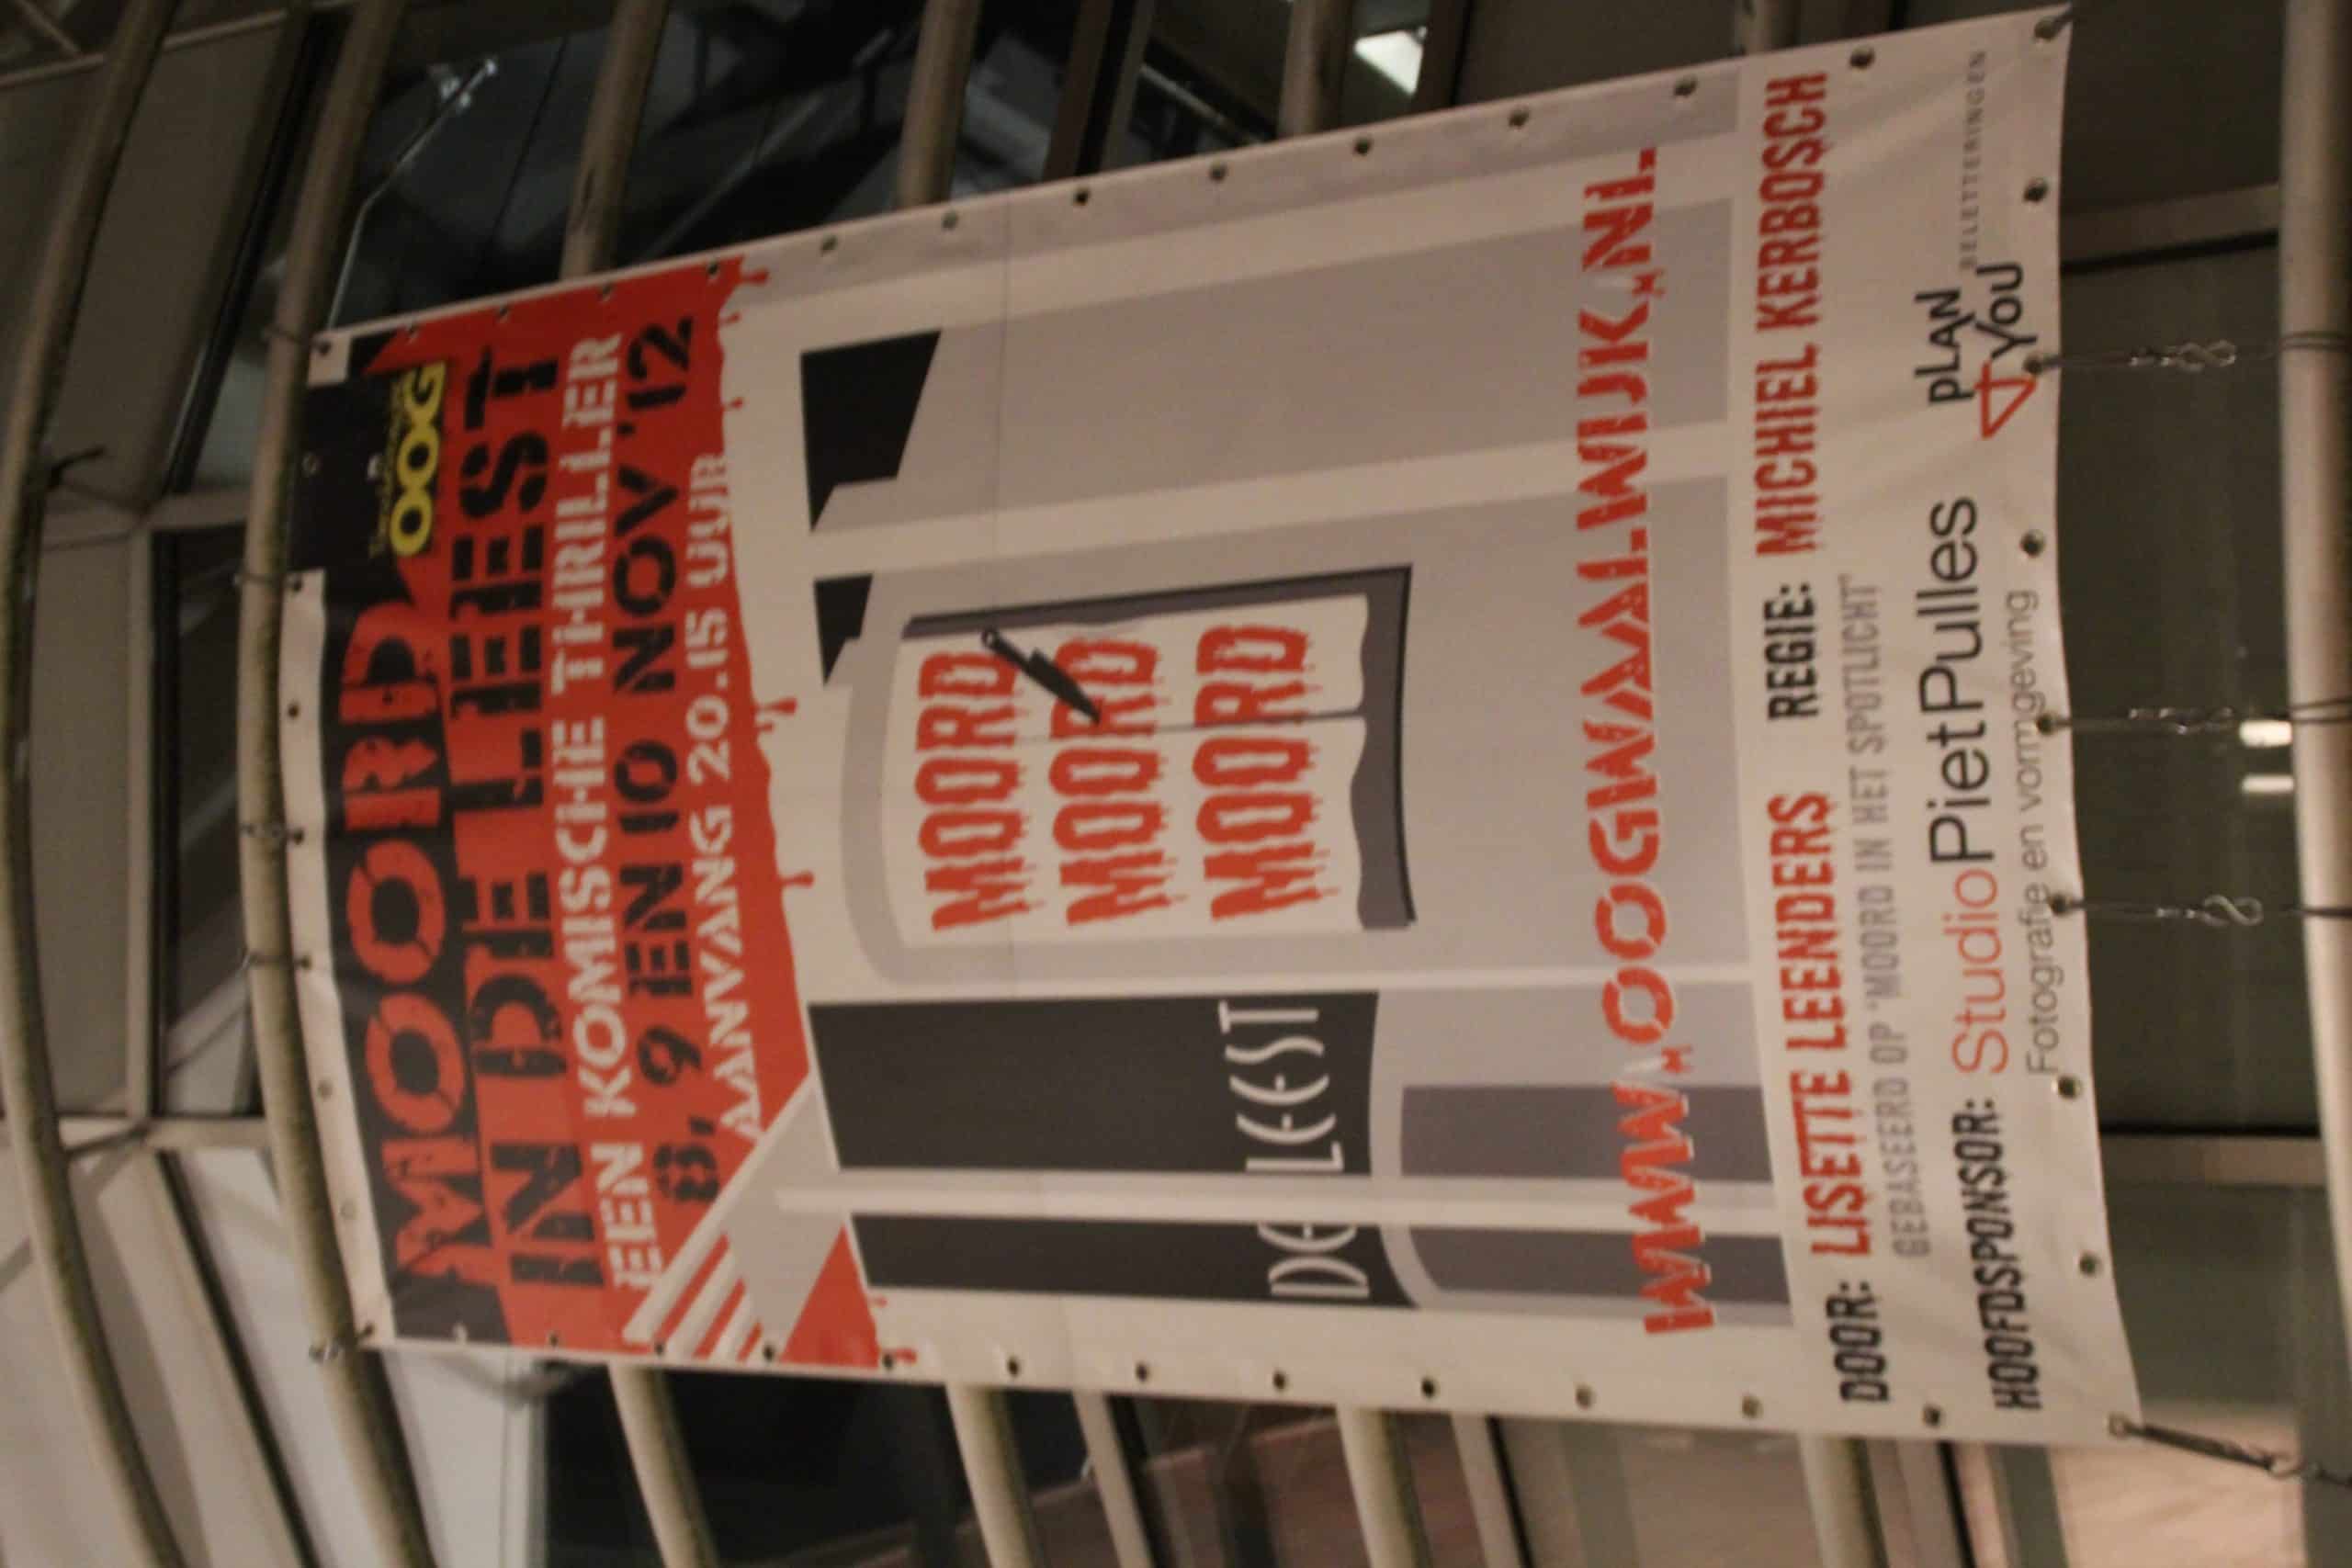 OOG
MOORD
IN DE LEEST
EEN KOMISCHE THRILLER
8, 9 EN 10 NOV '12
AANVANG 20.15 UUR
MOORD
MOORD
MOORD
DE LEEST
WWW.OOGWAALWIJK.NL
DOOR: LISETTE LEENDERS REGIE: MICHIEL KERBOSCH
GEBASEERD OP 'MOORD IN HET SPOTLICHT'
HOOFDSPONSOR: StudioPietPulles
Fotografie en vormgeving
PLAN
4 YOU
BELETTERINGEN